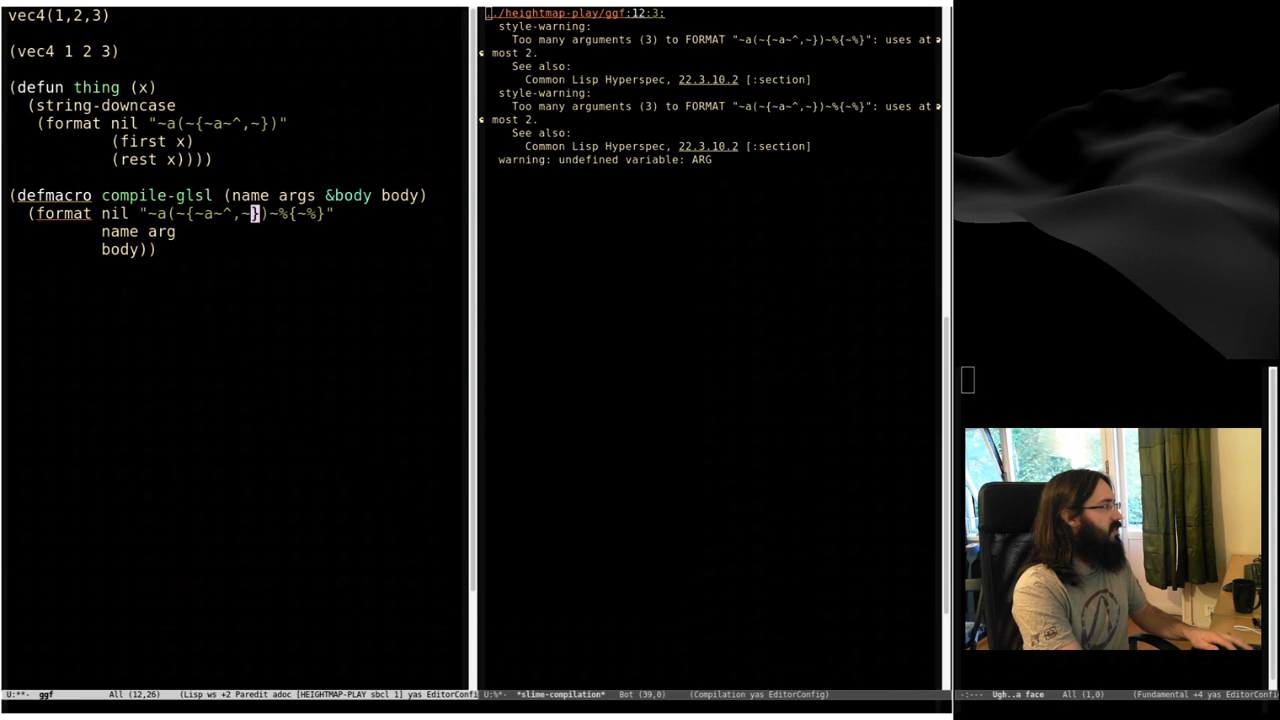 vec4(1,2,3)
(vec4 1 2 3)
(defun thing (x)
(string-downcase
(format nil "~a(~{~a~^,~})"
(first x)
(rest x))))
(defmacro compile-glsl (name args &body body)
(format nil "~a(~{~a~^,~})~%{~%}"
name arg
body))
U:**- ggf All (12,26) (Lisp ws +2 Paredit adoc [HEIGHTMAP-PLAY sbcl 1] yas EditorConfi
../heightmap-play/ggf:12:3:
style-warning:
Too many arguments (3) to FORMAT "~a(~{~a~^,~})~%{~%}": uses at
most 2.
See also:
Common Lisp Hyperspec, 22.3.10.2 [:section]
style-warning:
Too many arguments (3) to FORMAT "~a(~{~a~^,~})~%{~%}": uses at
most 2.
See also:
Common Lisp Hyperspec, 22.3.10.2 [:section]
warning: undefined variable: ARG
U:%*- *slime-compilation* Bot (39,0) (Compilation yas EditorConfig)
-:--- Ugh..a face All (1,0) (Fundamental +4 yas EditorConfi